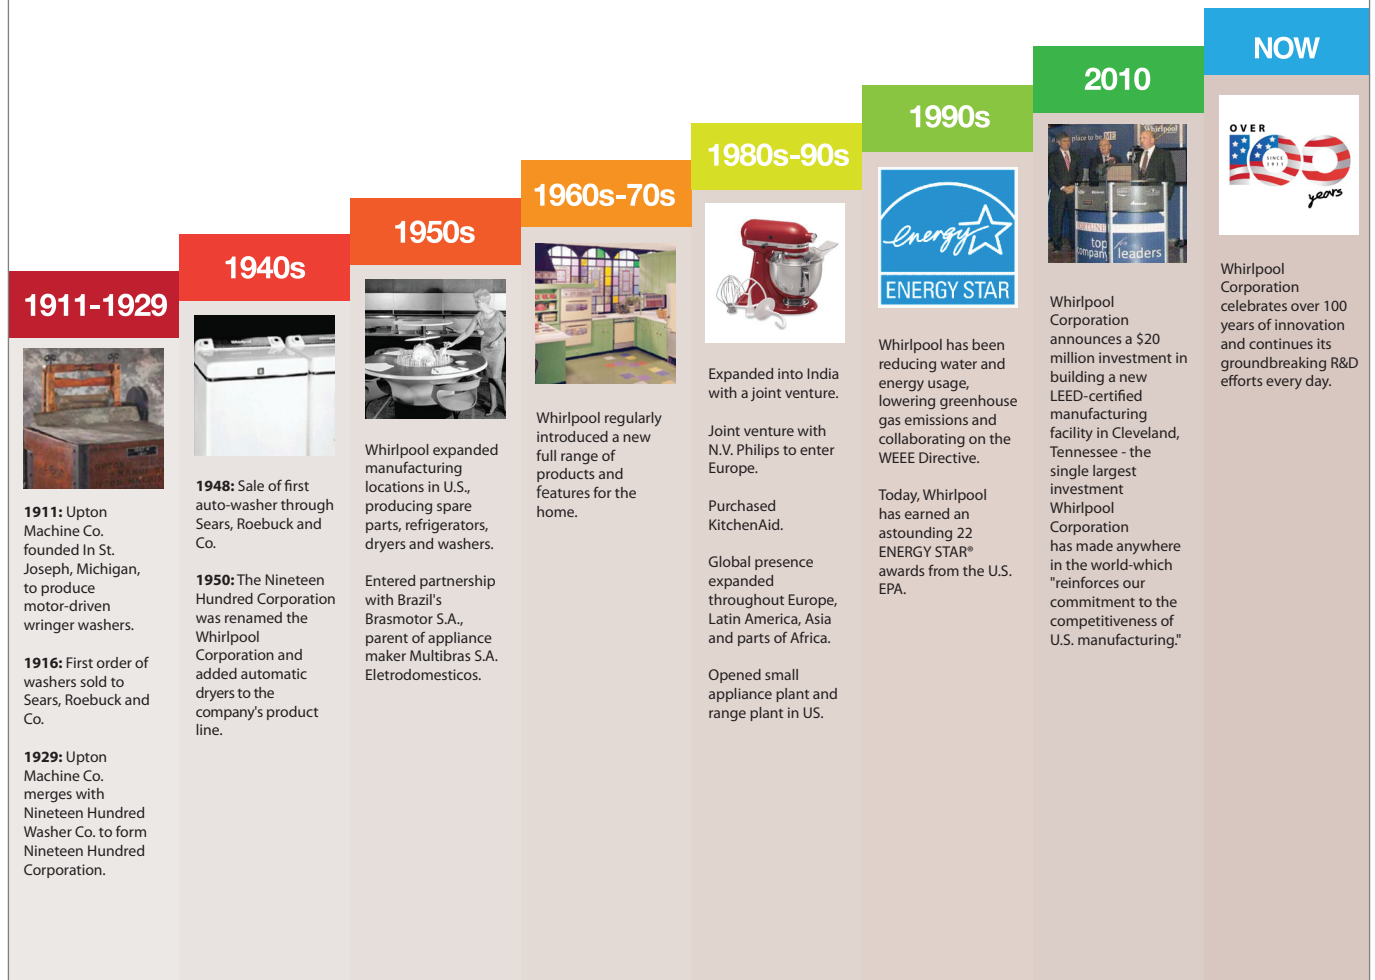 1911-1929
1911: Upton
Machine Co.
founded In St.
Joseph, Michigan,
to produce
motor-driven
wringer washers.
1916: First order of
washers sold to
Sears, Roebuck and
Co.
1929: Upton
Machine Co.
merges with
Nineteen Hundred
Washer Co. to form
Nineteen Hundred
Corporation.
1940s
1948: Sale of first
auto-washer through
Sears, Roebuck and
Co.
1950: The Nineteen
Hundred Corporation
was renamed the
Whirlpool
Corporation and
added automatic
dryers to the
company's product
line.
1950s
Whirlpool expanded
manufacturing
locations in U.S.,
producing spare
parts, refrigerators,
dryers and washers.
Entered partnership
with Brazil's
Brasmotor S.A.,
parent of appliance
maker Multibras S.A.
Eletrodomesticos.
1960s-70s
Whirlpool regularly
introduced a new
full range of
products and
features for the
home.
1980s-90s
Expanded into India
with a joint venture.
Joint venture with
N.V. Philips to enter
Europe.
Purchased
KitchenAid.
Global presence
expanded
throughout Europe,
Latin America, Asia
and parts of Africa.
Opened small
appliance plant and
range plant in US.
1990s
energy
ENERGY STAR
Whirlpool has been
reducing water and
energy usage,
lowering greenhouse
gas emissions and
collaborating on the
WEEE Directive.
Today, Whirlpool
has earned an
astounding 22
ENERGY STAR®
awards from the U.S.
EPA.
2010
place to be ME
Whirlpool
top
company
leaders
Whirlpool
Corporation
announces a $20
million investment in
building a new
LEED-certified
manufacturing
facility in Cleveland,
Tennessee - the
single largest
investment
Whirlpool
Corporation
has made anywhere
in the world-which
"reinforces our
commitment to the
competitiveness of
U.S. manufacturing."
NOW
OVER
100
SINCE
1911
years
Whirlpool
Corporation
celebrates over 100
years of innovation
and continues its
groundbreaking R&D
efforts every day.